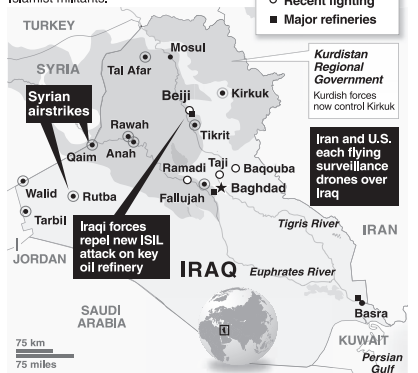 Islamist militants.
Recent fighting
Major refineries
TURKEY
Mosul
SYRIA
Tal Afar
Kurdistan
Regional
Government
Kurdish forces
now control Kirkuk
Syrian
airstrikes
Beiji
Kirkuk
Rawah
Tikrit
Anah
Qaim
Iran and U.S.
each flying
surveillance
drones over
Iraq
Ramadi
Taji
Baqouba
Walid
Rutba
Fallujah
Baghdad
Tarbil
Iraqi forces
repel new ISIL
attack on key
oil refinery
Tigris River
IRAN
JORDAN
IRAQ
Euphrates River
SAUDI
ARABIA
Basra
KUWAIT
Persian
Gulf
75 km
75 miles